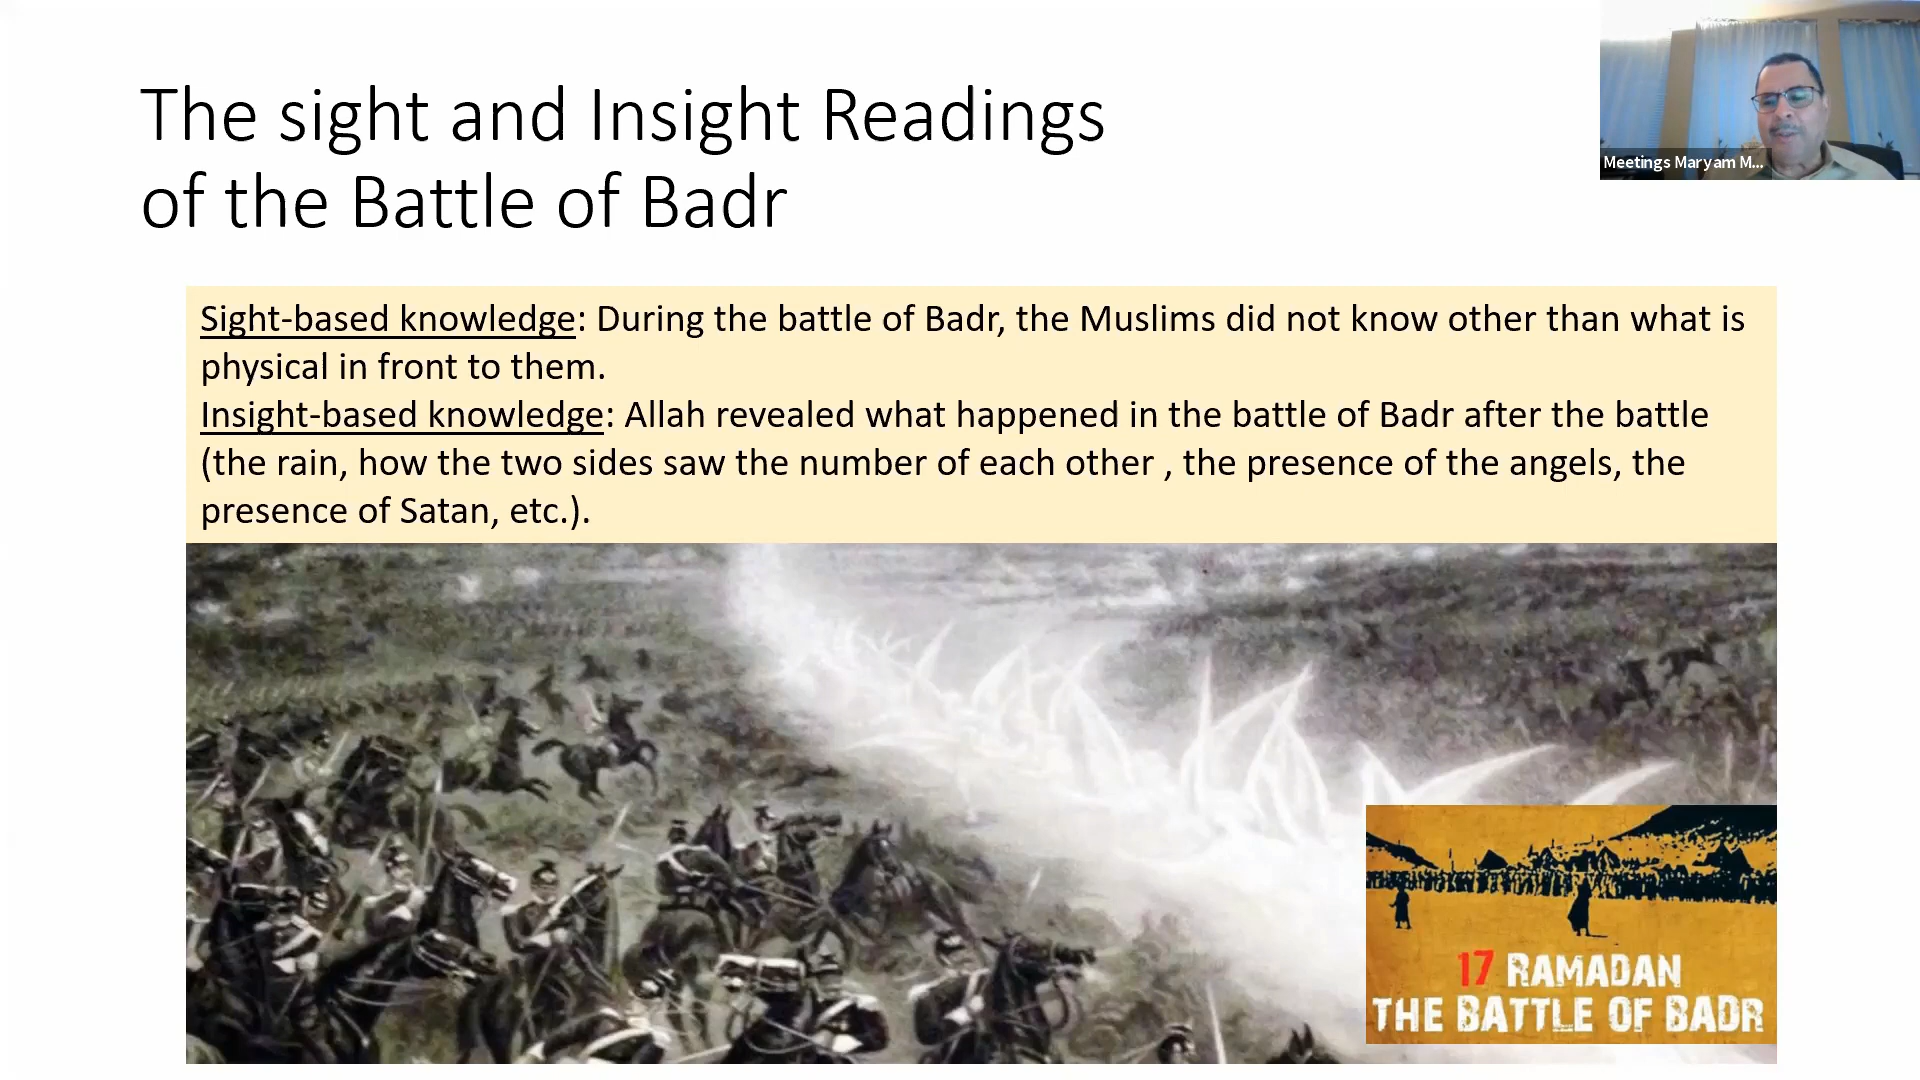 The sight and Insight Readings
of the Battle of Badr
Meetings Maryam M...
Sight-based knowledge: During the battle of Badr, the Muslims did not know other than what is
physical in front to them.
Insight-based knowledge: Allah revealed what happened in the battle of Badr after the battle
(the rain, how the two sides saw the number of each other , the presence of the angels, the
presence of Satan, etc.).
17 RAMADAN
THE BATTLE OF BADR